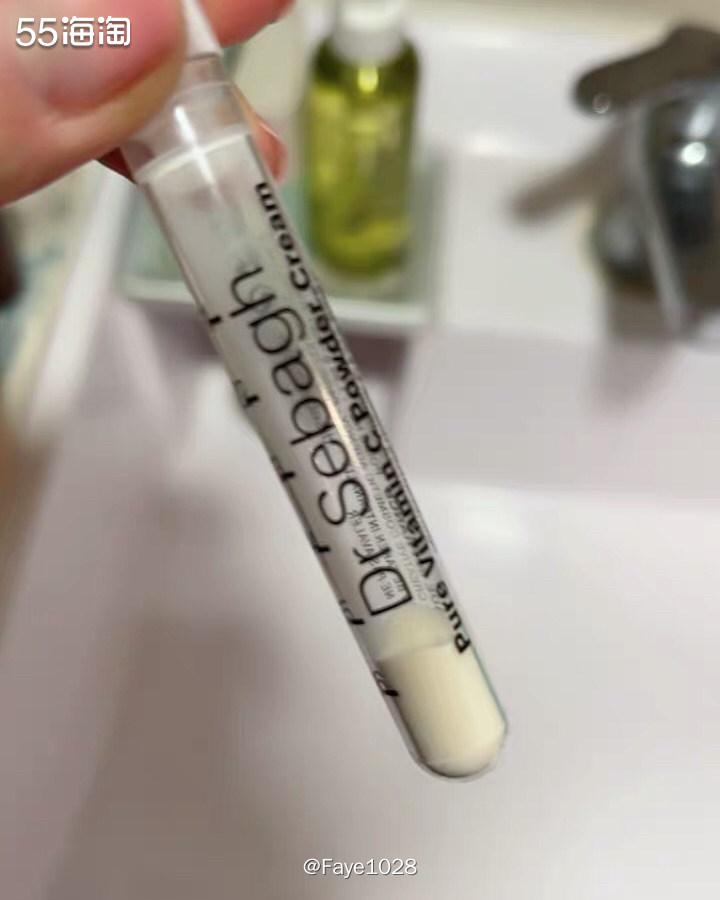 55海淘
Dr Sebagh
Pure Vitamin C Powder Cream
@Faye1028